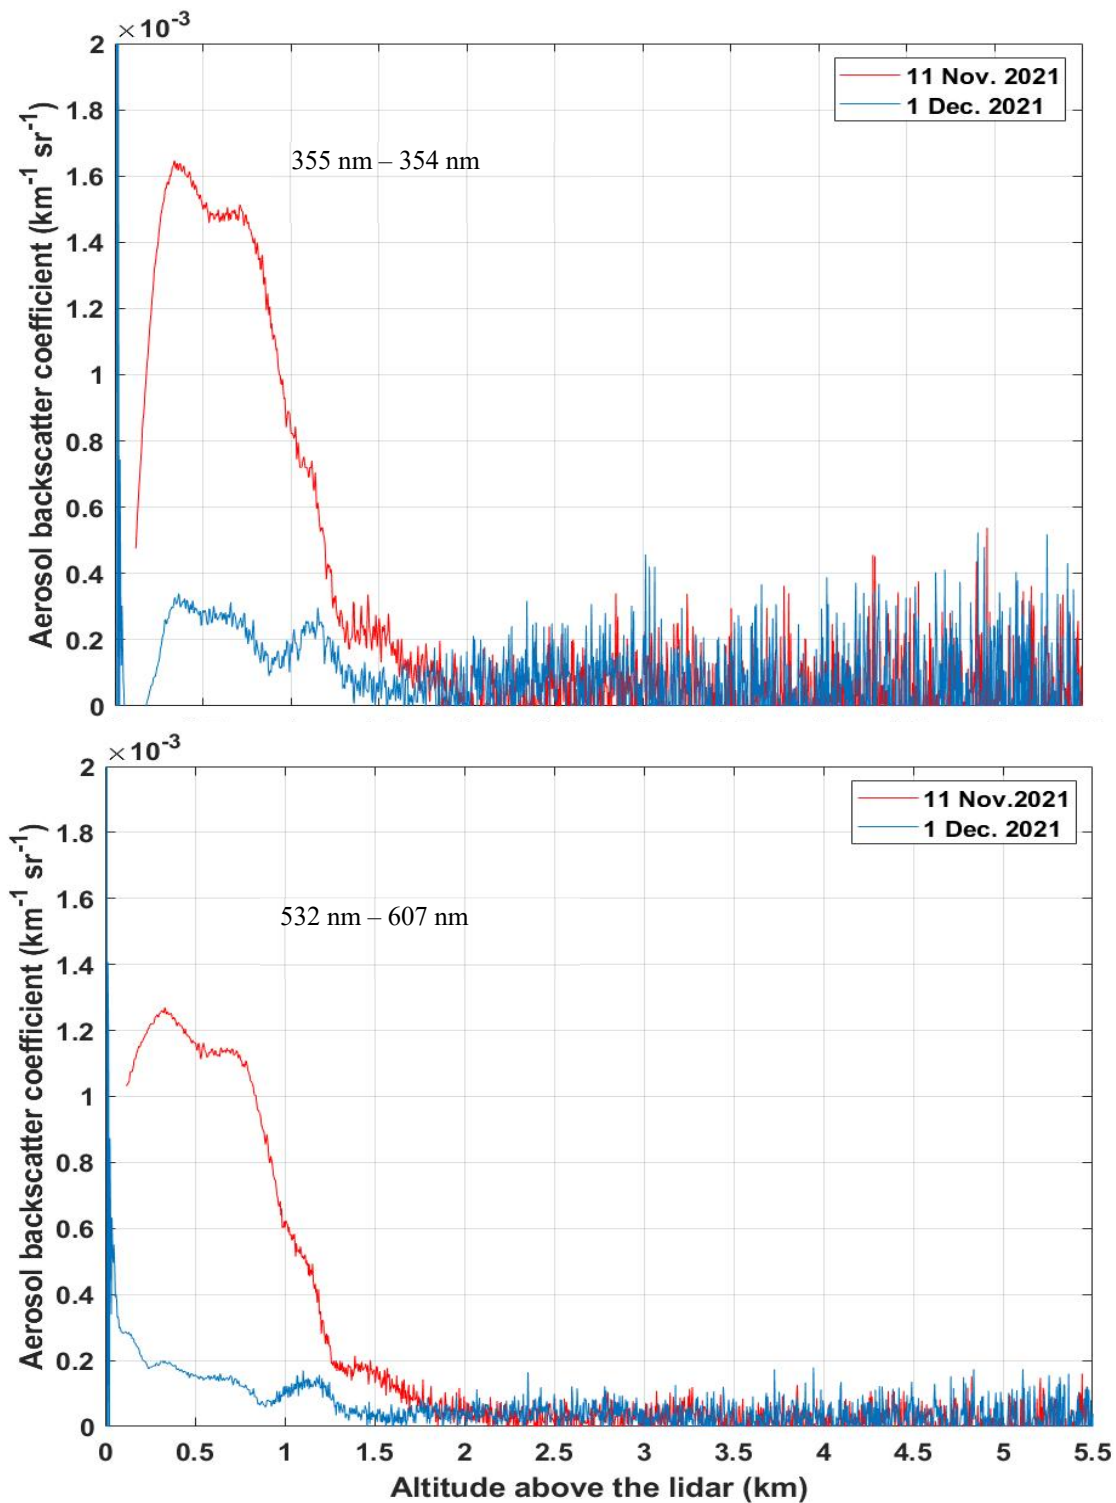 ×10⁻³
2
1.8
1.6
1.4
1.2
1
0.8
0.6
0.4
0.2
0
Aerosol backscatter coefficient (km⁻¹ sr⁻¹)
11 Nov. 2021
1 Dec. 2021
355 nm – 354 nm
×10⁻³
2
1.8
1.6
1.4
1.2
1
0.8
0.6
0.4
0.2
0
Aerosol backscatter coefficient (km⁻¹ sr⁻¹)
11 Nov.2021
1 Dec. 2021
532 nm – 607 nm
0 0.5 1 1.5 2 2.5 3 3.5 4 4.5 5 5.5
Altitude above the lidar (km)